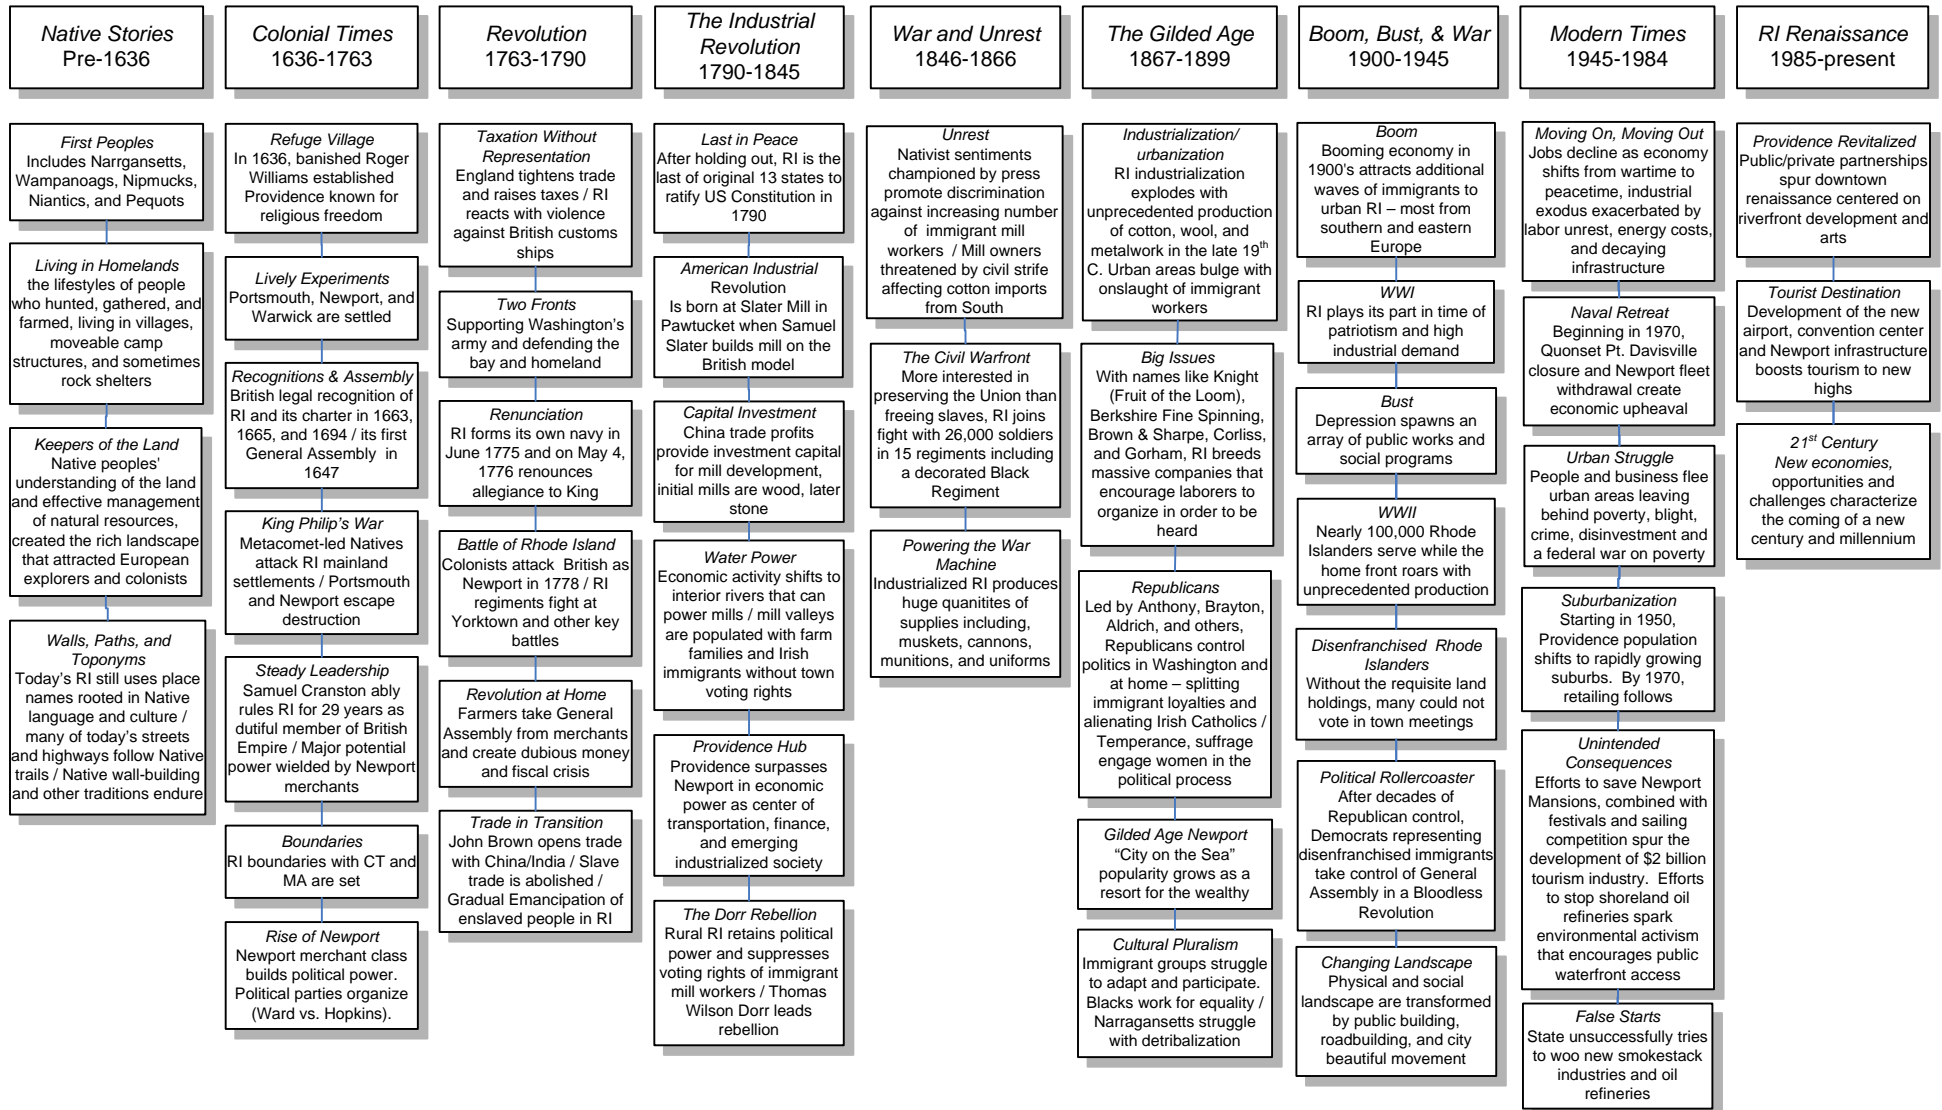 Native Stories
Pre-1636
Colonial Times
1636-1763
Revolution
1763-1790
The Industrial
Revolution
1790-1845
War and Unrest
1846-1866
The Gilded Age
1867-1899
Boom, Bust, & War
1900-1945
Modern Times
1945-1984
RI Renaissance
1985-present
First Peoples
Includes Narrgansetts,
Wampanoags, Nipmucks,
Niantics, and Pequots
Living in Homelands
the lifestyles of people
who hunted, gathered, and
farmed, living in villages,
moveable camp
structures, and sometimes
rock shelters
Keepers of the Land
Native peoples'
understanding of the land
and effective management
of natural resources,
created the rich landscape
that attracted European
explorers and colonists
Walls, Paths, and
Toponyms
Today's RI still uses place
names rooted in Native
language and culture /
many of today's streets
and highways follow Native
trails / Native wall-building
and other traditions endure
Refuge Village
In 1636, banished Roger
Williams established
Providence known for
religious freedom
Lively Experiments
Portsmouth, Newport, and
Warwick are settled
Recognitions & Assembly
British legal recognition of
RI and its charter in 1663,
1665, and 1694 / its first
General Assembly in
1647
King Philip's War
Metacomet-led Natives
attack RI mainland
settlements / Portsmouth
and Newport escape
destruction
Steady Leadership
Samuel Cranston ably
rules RI for 29 years as
dutiful member of British
Empire / Major potential
power wielded by Newport
merchants
Boundaries
RI boundaries with CT and
MA are set
Rise of Newport
Newport merchant class
builds political power.
Political parties organize
(Ward vs. Hopkins).
Taxation Without
Representation
England tightens trade
and raises taxes / RI
reacts with violence
against British customs
ships
Two Fronts
Supporting Washington's
army and defending the
bay and homeland
Renunciation
RI forms its own navy in
June 1775 and on May 4,
1776 renounces
allegiance to King
Battle of Rhode Island
Colonists attack British as
Newport in 1778 / RI
regiments fight at
Yorktown and other key
battles
Revolution at Home
Farmers take General
Assembly from merchants
and create dubious money
and fiscal crisis
Trade in Transition
John Brown opens trade
with China/India / Slave
trade is abolished /
Gradual Emancipation of
enslaved people in RI
Last in Peace
After holding out, RI is the
last of original 13 states to
ratify US Constitution in
1790
American Industrial
Revolution
Is born at Slater Mill in
Pawtucket when Samuel
Slater builds mill on the
British model
Capital Investment
China trade profits
provide investment capital
for mill development,
initial mills are wood, later
stone
Water Power
Economic activity shifts to
interior rivers that can
power mills / mill valleys
are populated with farm
families and Irish
immigrants without town
voting rights
Providence Hub
Providence surpasses
Newport in economic
power as center of
transportation, finance,
and emerging
industrialized society
The Dorr Rebellion
Rural RI retains political
power and suppresses
voting rights of immigrant
mill workers / Thomas
Wilson Dorr leads
rebellion
Unrest
Nativist sentiments
championed by press
promote discrimination
against increasing number
of immigrant mill
workers / Mill owners
threatened by civil strife
affecting cotton imports
from South
The Civil Warfront
More interested in
preserving the Union than
freeing slaves, RI joins
fight with 26,000 soldiers
in 15 regiments including
a decorated Black
Regiment
Powering the War
Machine
Industrialized RI produces
huge quanitites of
supplies including,
muskets, cannons,
munitions, and uniforms
Industrialization/
urbanization
RI industrialization
explodes with
unprecedented production
of cotton, wool, and
metalwork in the late 19th
C. Urban areas bulge with
onslaught of immigrant
workers
Big Issues
With names like Knight
(Fruit of the Loom),
Berkshire Fine Spinning,
Brown & Sharpe, Corliss,
and Gorham, RI breeds
massive companies that
encourage laborers to
organize in order to be
heard
Republicans
Led by Anthony, Brayton,
Aldrich, and others,
Republicans control
politics in Washington and
at home – splitting
immigrant loyalties and
alienating Irish Catholics /
Temperance, suffrage
engage women in the
political process
Gilded Age Newport
“City on the Sea”
popularity grows as a
resort for the wealthy
Cultural Pluralism
Immigrant groups struggle
to adapt and participate.
Blacks work for equality /
Narragansetts struggle
with detribalization
Boom
Booming economy in
1900's attracts additional
waves of immigrants to
urban RI – most from
southern and eastern
Europe
WWI
RI plays its part in time of
patriotism and high
industrial demand
Bust
Depression spawns an
array of public works and
social programs
WWII
Nearly 100,000 Rhode
Islanders serve while the
home front roars with
unprecedented production
Disenfranchised Rhode
Islanders
Without the requisite land
holdings, many could not
vote in town meetings
Political Rollercoaster
After decades of
Republican control,
Democrats representing
disenfranchised immigrants
take control of General
Assembly in a Bloodless
Revolution
Changing Landscape
Physical and social
landscape are transformed
by public building,
roadbuilding, and city
beautiful movement
Moving On, Moving Out
Jobs decline as economy
shifts from wartime to
peacetime, industrial
exodus exacerbated by
labor unrest, energy costs,
and decaying
infrastructure
Naval Retreat
Beginning in 1970,
Quonset Pt. Davisville
closure and Newport fleet
withdrawal create
economic upheaval
Urban Struggle
People and business flee
urban areas leaving
behind poverty, blight,
crime, disinvestment and
a federal war on poverty
Suburbanization
Starting in 1950,
Providence population
shifts to rapidly growing
suburbs. By 1970,
retailing follows
Unintended
Consequences
Efforts to save Newport
Mansions, combined with
festivals and sailing
competition spur the
development of $2 billion
tourism industry. Efforts
to stop shoreland oil
refineries spark
environmental activism
that encourages public
waterfront access
False Starts
State unsuccessfully tries
to woo new smokestack
industries and oil
refineries
Providence Revitalized
Public/private partnerships
spur downtown
renaissance centered on
riverfront development and
arts
Tourist Destination
Development of the new
airport, convention center
and Newport infrastructure
boosts tourism to new
highs
21st Century
New economies,
opportunities and
challenges characterize
the coming of a new
century and millennium